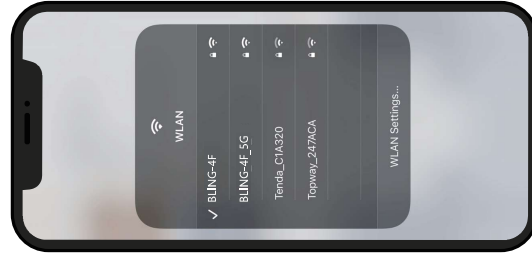 WLAN
BLING-4F
BLING-4F_5G
Tenda_C1A320
Topway_247ACA
WLAN Settings...